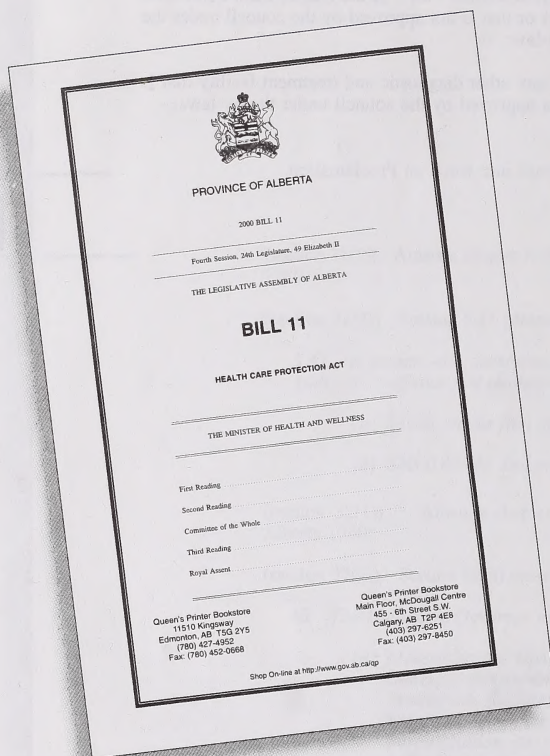 PROVINCE OF ALBERTA
2000 BILL 11
Fourth Session, 24th Legislature, 49 Elizabeth II
THE LEGISLATIVE ASSEMBLY OF ALBERTA
BILL 11
HEALTH CARE PROTECTION ACT
THE MINISTER OF HEALTH AND WELLNESS
First Reading
Second Reading
Committee of the Whole
Third Reading
Royal Assent
Queen's Printer Bookstore
11510 Kingsway
Edmonton, AB T5G 2Y5
(780) 427-4952
Fax: (780) 452-0668
Queen's Printer Bookstore
Main Floor, McDougall Centre
455 - 6th Street S.W.
Calgary, AB T2P 4E8
(403) 297-6251
Fax: (403) 297-8450
Shop On-line at http://www.gov.ab.ca/qp